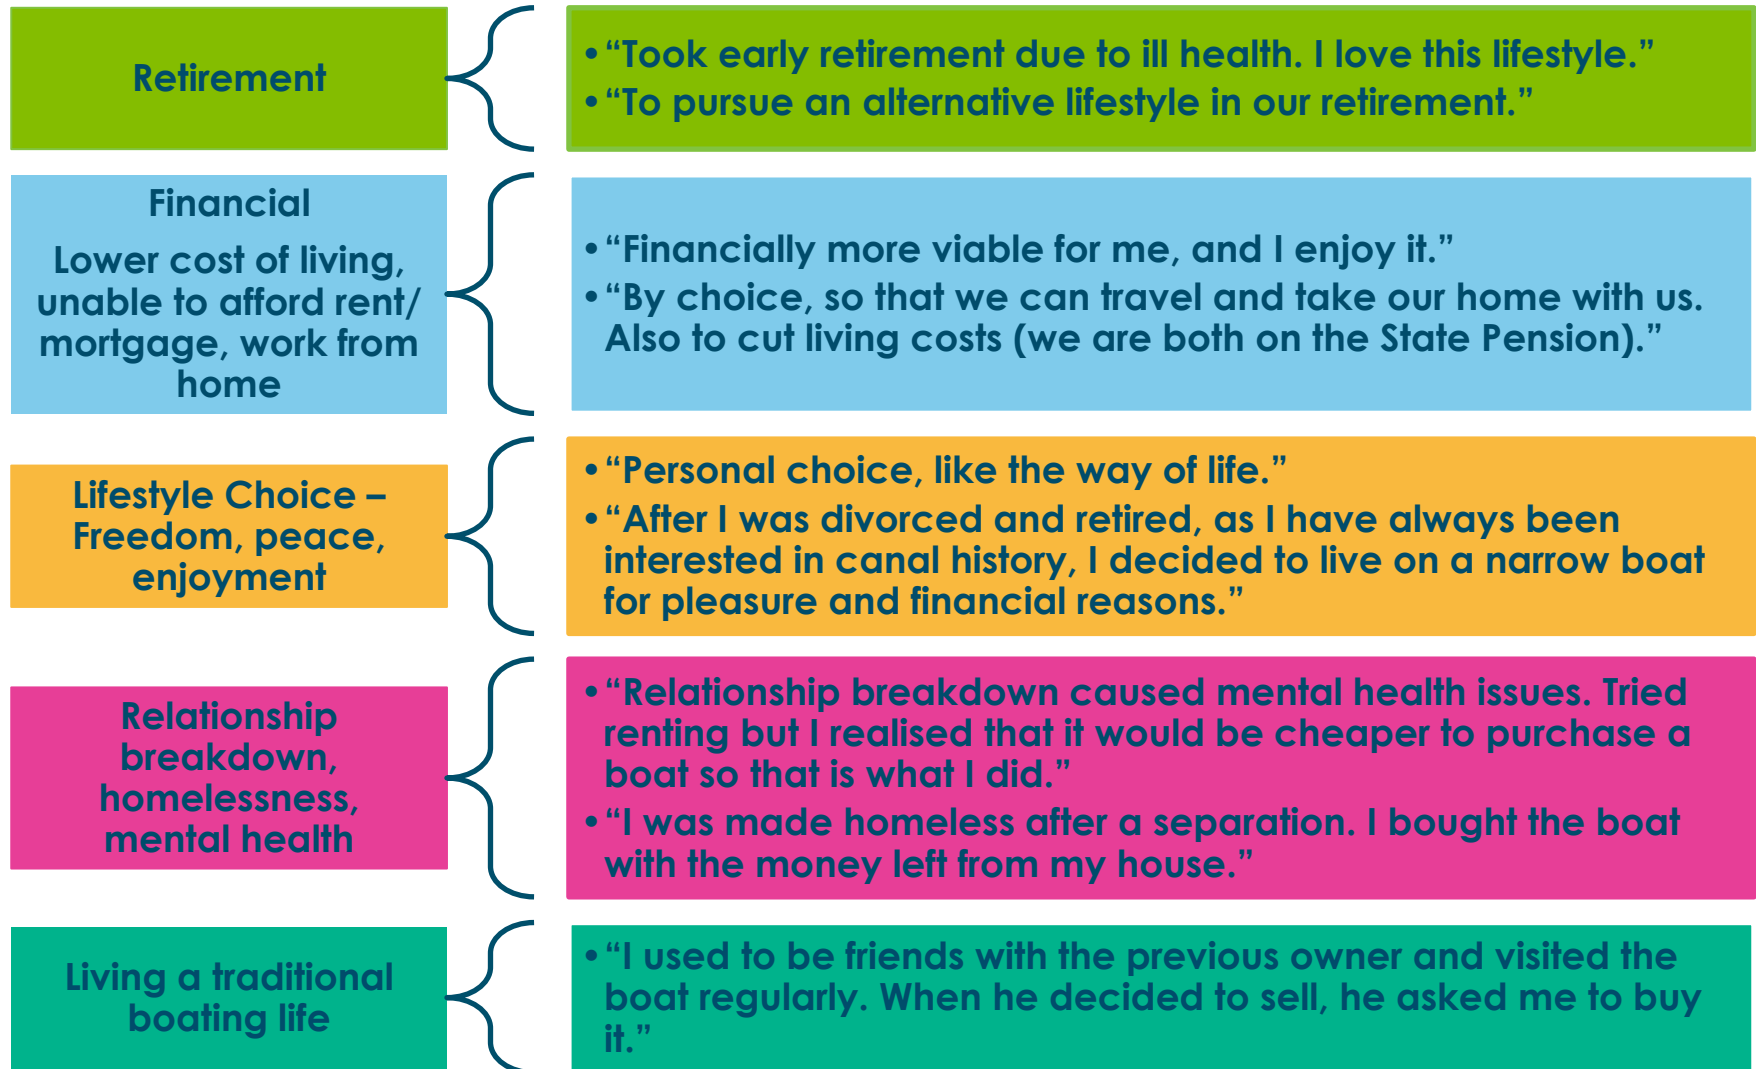 Retirement
•“Took early retirement due to ill health. I love this lifestyle.”
•“To pursue an alternative lifestyle in our retirement.”
Financial
Lower cost of living,
unable to afford rent/
mortgage, work from
home
•“Financially more viable for me, and I enjoy it.”
•“By choice, so that we can travel and take our home with us.
Also to cut living costs (we are both on the State Pension).”
Lifestyle Choice –
Freedom, peace,
enjoyment
•“Personal choice, like the way of life.”
•“After I was divorced and retired, as I have always been
interested in canal history, I decided to live on a narrow boat
for pleasure and financial reasons.”
Relationship
breakdown,
homelessness,
mental health
•“Relationship breakdown caused mental health issues. Tried
renting but I realised that it would be cheaper to purchase a
boat so that is what I did.”
•“I was made homeless after a separation. I bought the boat
with the money left from my house.”
Living a traditional
boating life
•“I used to be friends with the previous owner and visited the
boat regularly. When he decided to sell, he asked me to buy
it.”